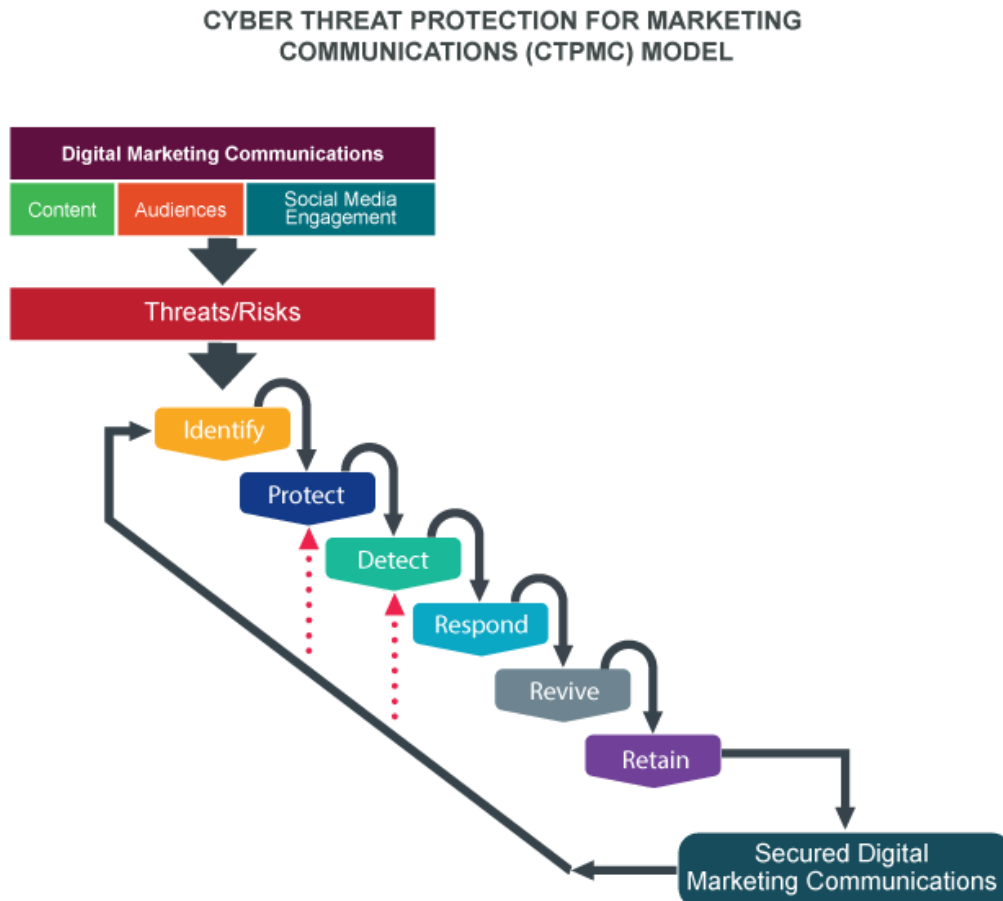 CYBER THREAT PROTECTION FOR MARKETING
COMMUNICATIONS (CTPMC) MODEL
Digital Marketing Communications
Content
Audiences
Social Media
Engagement
Threats/Risks
Identify
Protect
Detect
Respond
Revive
Retain
Secured Digital
Marketing Communications